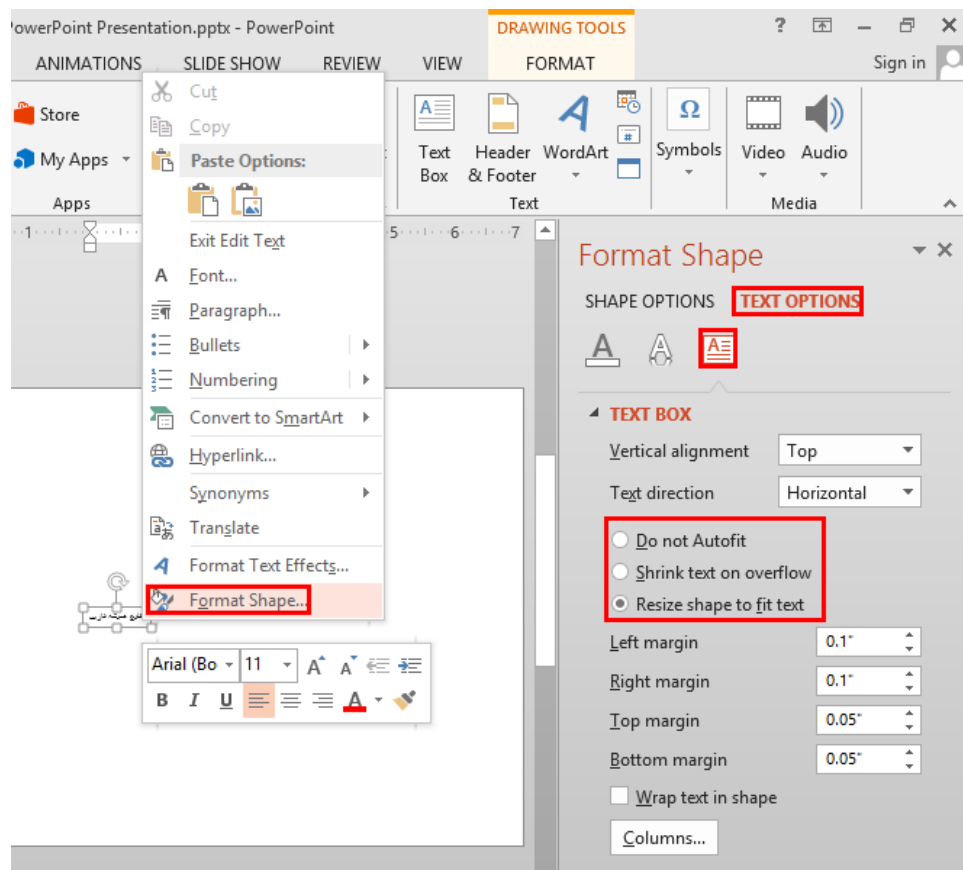 PowerPoint Presentation.pptx - PowerPoint
DRAWING TOOLS
?
ANIMATIONS SLIDE SHOW REVIEW VIEW FORMAT
Sign in
Store
My Apps
Apps
Text Box
Header & Footer
WordArt
Text
Symbols
Video
Audio
Media
Cut
Copy
Paste Options:
Exit Edit Text
Font...
Paragraph...
Bullets
Numbering
Convert to SmartArt
Hyperlink...
Synonyms
Translate
Format Text Effects...
Format Shape...
1
5 6 7
Arial (Bo 11 A A
B I U A
Format Shape
SHAPE OPTIONS TEXT OPTIONS
TEXT BOX
Vertical alignment Top
Text direction Horizontal
Do not Autofit
Shrink text on overflow
Resize shape to fit text
Left margin 0.1"
Right margin 0.1"
Top margin 0.05"
Bottom margin 0.05"
Wrap text in shape
Columns...